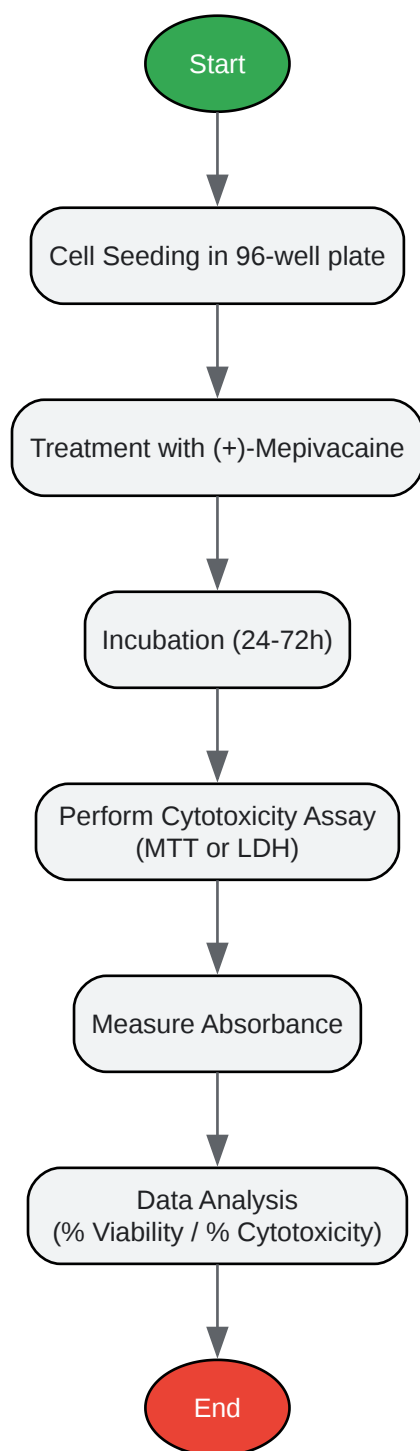 Start
Cell Seeding in 96-well plate
Treatment with (+)-Mepivacaine
Incubation (24-72h)
Perform Cytotoxicity Assay
(MTT or LDH)
Measure Absorbance
Data Analysis
(% Viability / % Cytotoxicity)
End